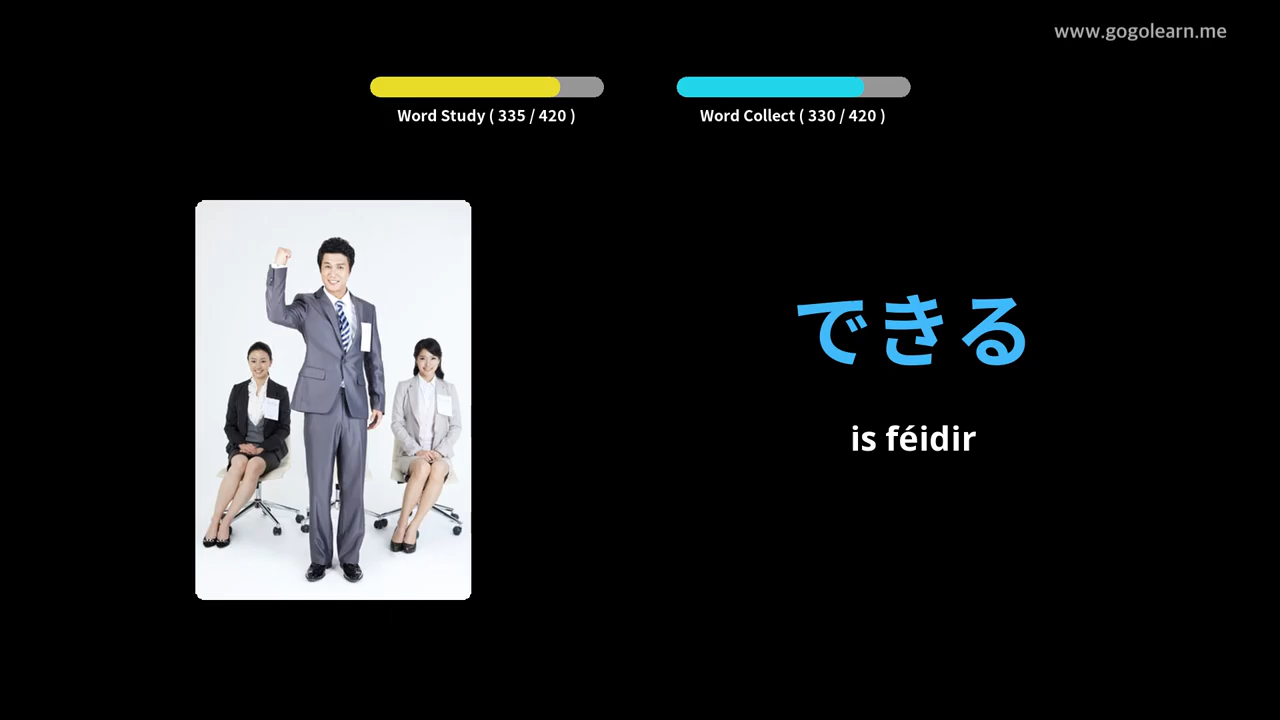 www.gogolearn.me
Word Study ( 335 / 420 )
Word Collect ( 330 / 420 )
できる
is féidir